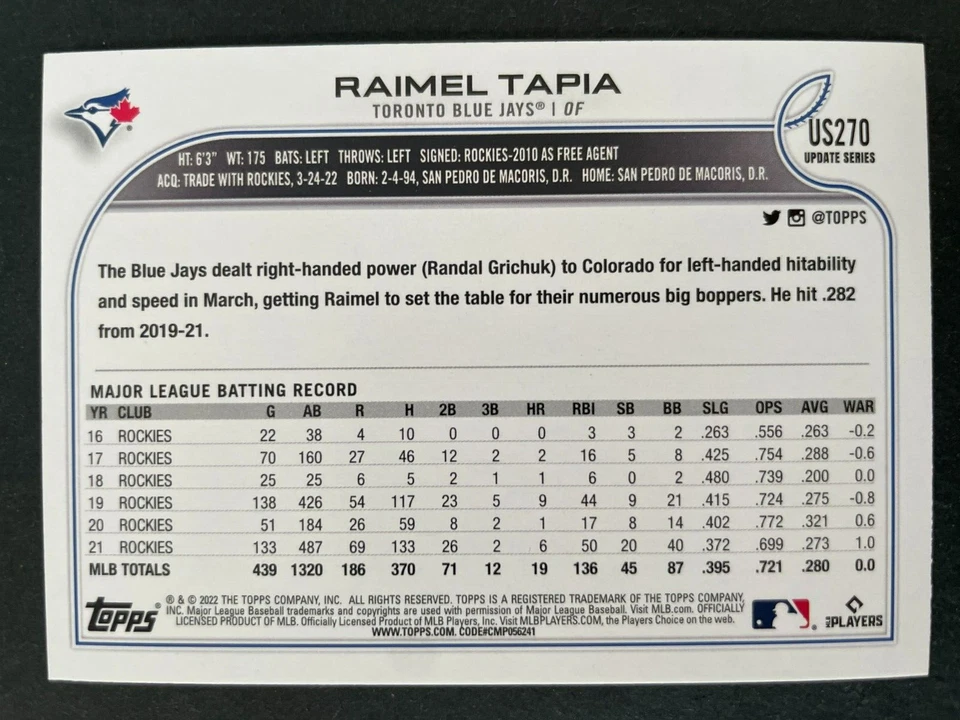 RAIMEL TAPIA
TORONTO BLUE JAYS® | OF
US270
UPDATE SERIES
HT: 6'3" WT: 175 BATS: LEFT THROWS: LEFT SIGNED: ROCKIES-2010 AS FREE AGENT
ACQ: TRADE WITH ROCKIES, 3-24-22 BORN: 2-4-94, SAN PEDRO DE MACORIS, D.R. HOME: SAN PEDRO DE MACORIS, D.R.
@TOPPS
The Blue Jays dealt right-handed power (Randal Grichuk) to Colorado for left-handed hitability
and speed in March, getting Raimel to set the table for their numerous big boppers. He hit .282
from 2019-21.
MAJOR LEAGUE BATTING RECORD
YR CLUB G AB R H 2B 3B HR RBI SB BB SLG OPS AVG WAR
16 ROCKIES 22 38 4 10 0 0 0 3 3 2 .263 .556 .263 -0.2
17 ROCKIES 70 160 27 46 12 2 2 16 5 8 .425 .754 .288 -0.6
18 ROCKIES 25 25 6 5 2 1 1 6 0 2 .480 .739 .200 0.0
19 ROCKIES 138 426 54 117 23 5 9 44 9 21 .415 .724 .275 -0.8
20 ROCKIES 51 184 26 59 8 2 1 17 8 14 .402 .772 .321 0.6
21 ROCKIES 133 487 69 133 26 2 6 50 20 40 .372 .699 .273 1.0
MLB TOTALS 439 1320 186 370 71 12 19 136 45 87 .395 .721 .280 0.0
topps®
® & © 2022 THE TOPPS COMPANY, INC. ALL RIGHTS RESERVED. TOPPS IS A REGISTERED TRADEMARK OF THE TOPPS COMPANY,
INC. Major League Baseball trademarks and copyrights are used with permission of Major League Baseball. Visit MLB.com. OFFICIALLY
LICENSED PRODUCT OF MLB. Officially Licensed Product of MLB Players, Inc. Visit MLBPLAYERS.COM, the Players Choice on the web.
WWW.TOPPS.COM. CODE#CMP056241
MLB PLAYERS